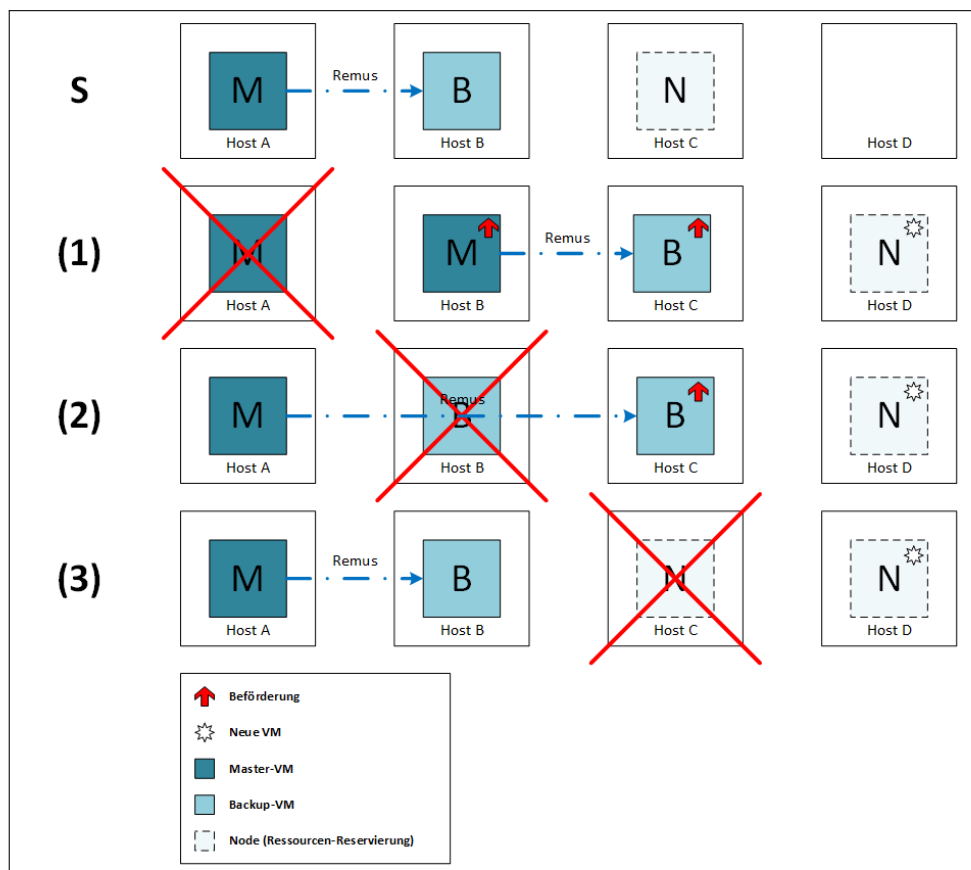 S
M
Host A
Remus
B
Host B
N
Host C
Host D
(1)
M
Host A
M
Host B
Remus
B
Host C
N
Host D
(2)
M
Host A
Remus
B
Host B
B
Host C
N
Host D
(3)
M
Host A
Remus
B
Host B
N
Host C
N
Host D
Beförderung
Neue VM
Master-VM
Backup-VM
Node (Ressourcen-Reservierung)